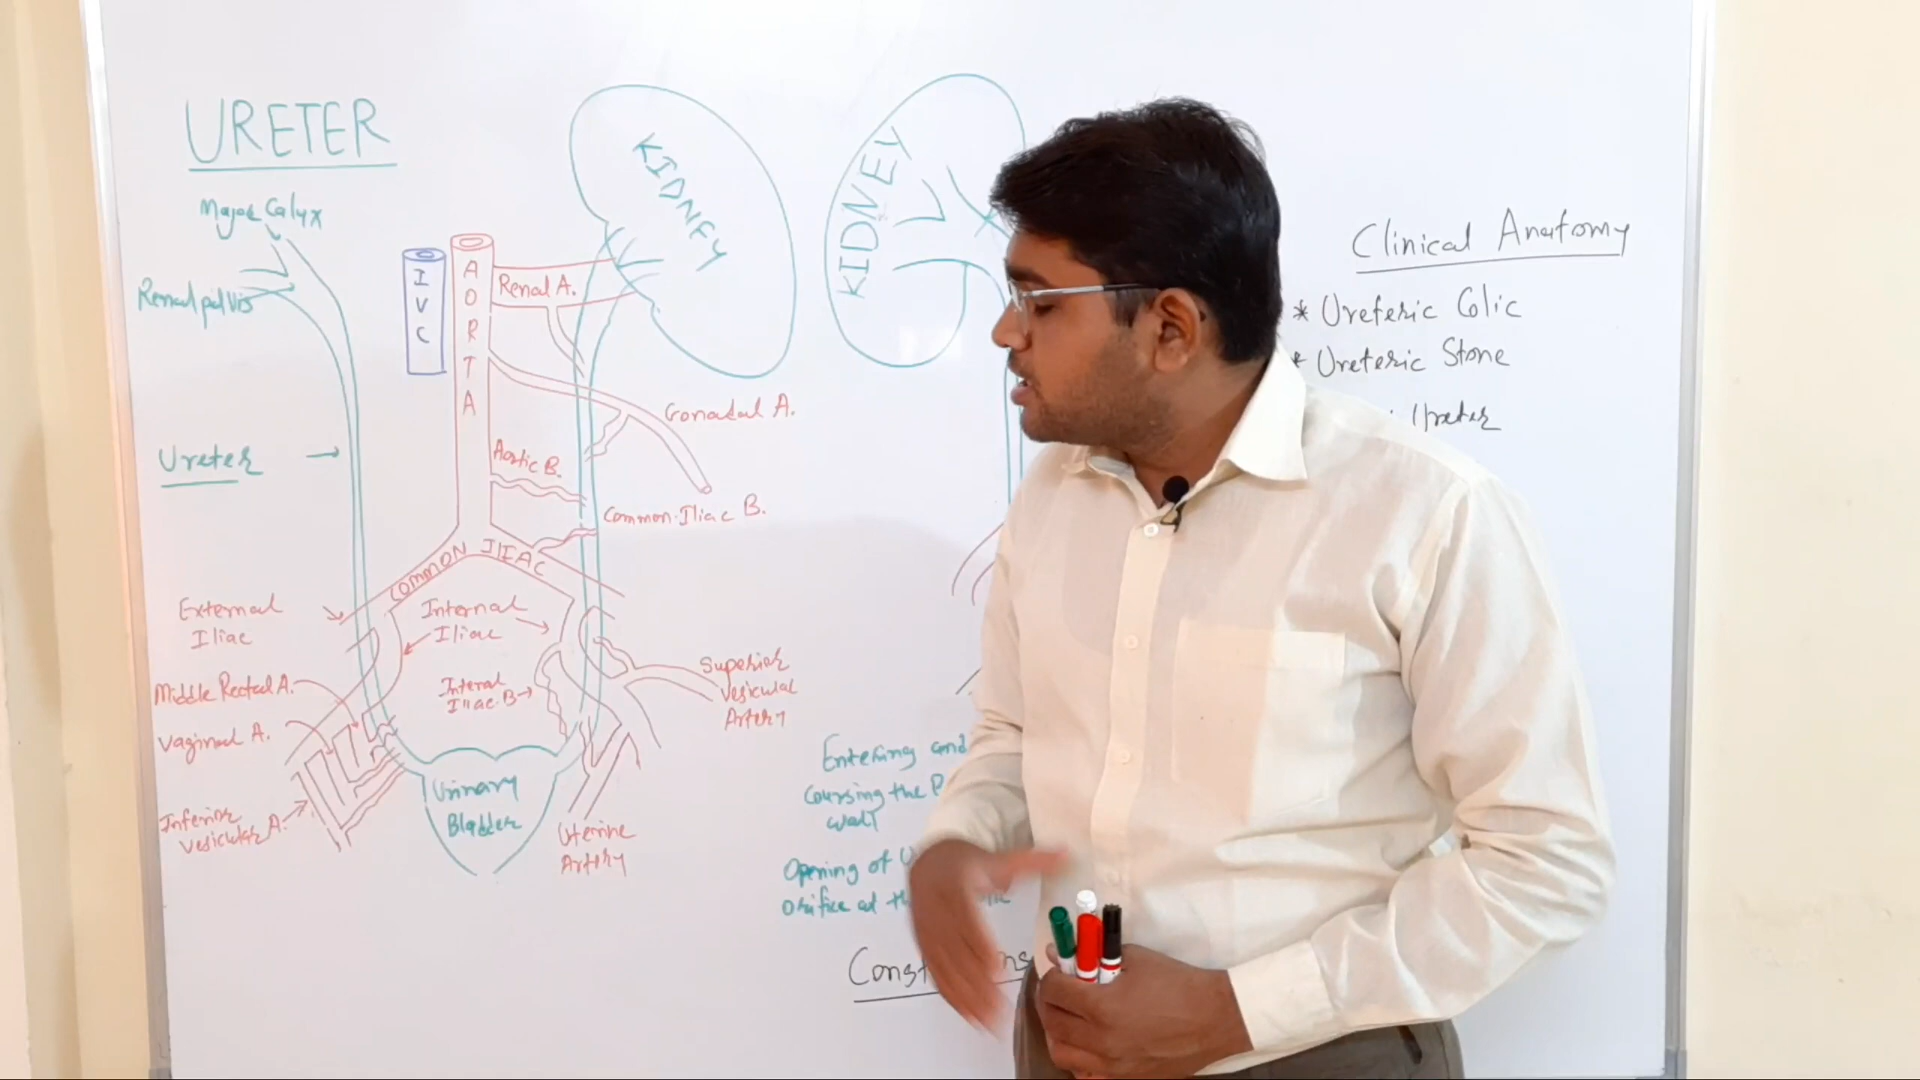 URETER
Major Calyx
Renal pelvis
Ureter
External
Iliac
Middle Rectal A.
Vaginal A.
Inferior
Vesicular A.
IVC
AORTA
Renal A.
KIDNEY
Gonadal A.
Aortic B.
Common Iliac B.
COMMON ILIAC
Internal
Iliac
Internal
Iliac B
Superior
Vesicular
Artery
Urinary
Bladder
Uterine
Artery
KIDNEY
Entering and
Coursing the
wall
Opening of
Orifice at
Clinical Anatomy
* Ureteric Colic
* Ureteric Stone
Ureter